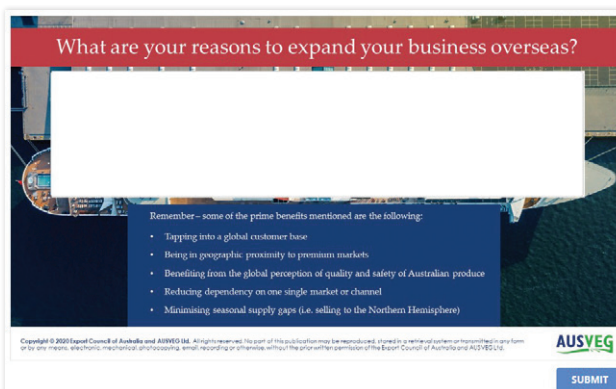 What are your reasons to expand your business overseas?
Remember – some of the prime benefits mentioned are the following:
• Tapping into a global customer base
• Being in geographic proximity to premium markets
• Benefiting from the global perception of quality and safety of Australian produce
• Reducing dependency on one single market or channel
• Minimising seasonal supply gaps (i.e. selling to the Northern Hemisphere)
Copyright © 2020 Export Council of Australia and AUSVEG Ltd. All rights reserved. No part of this publication may be reproduced, stored in a retrieval system or transmitted in any form
or by any means, electronic, mechanical, photocopying, email, recording or otherwise, without the prior written permission of the Export Council of Australia and AUSVEG Ltd.
AUSVEG
SUBMIT